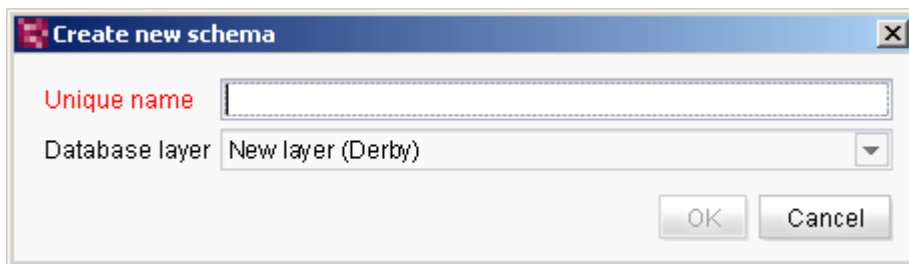 Create new schema
Unique name
Database layer New layer (Derby)
OK Cancel